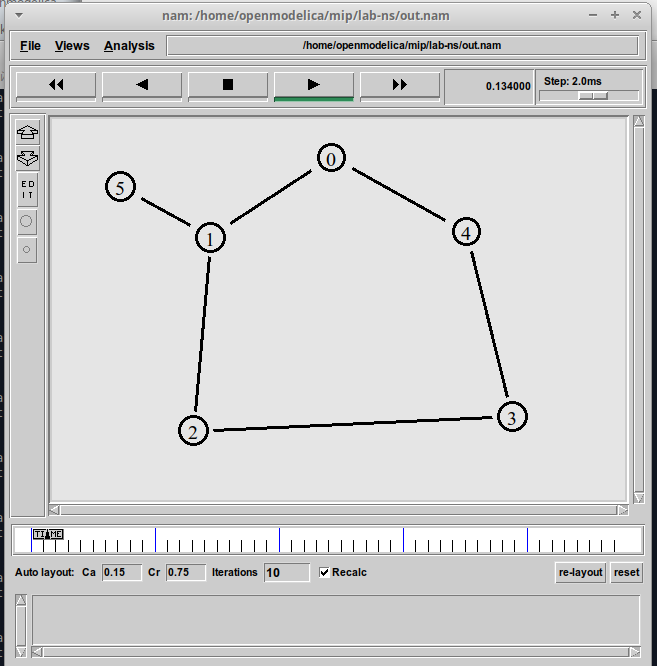 nam: /home/openmodelica/mip/lab-ns/out.nam
File Views Analysis /home/openmodelica/mip/lab-ns/out.nam
0.134000 Step: 2.0ms
ED
IT
0
5
1
4
3
2
TIME
Auto layout: Ca 0.15 Cr 0.75 Iterations 10 Recalc re-layout reset